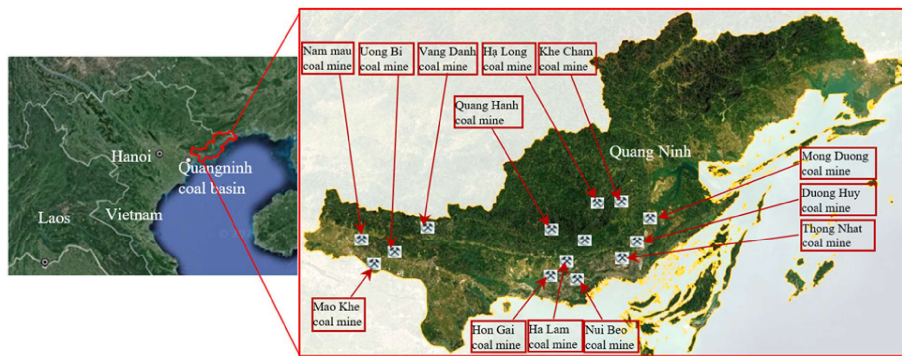 Hanoi
Quangninh
coal basin
Laos
Vietnam
Nam mau
coal mine
Uong Bi
coal mine
Vang Danh
coal mine
Hạ Long
coal mine
Khe Cham
coal mine
Quang Hanh
coal mine
Quang Ninh
Mong Duong
coal mine
Duong Huy
coal mine
Thong Nhat
coal mine
Mao Khe
coal mine
Hon Gai
coal mine
Ha Lam
coal mine
Nui Beo
coal mine